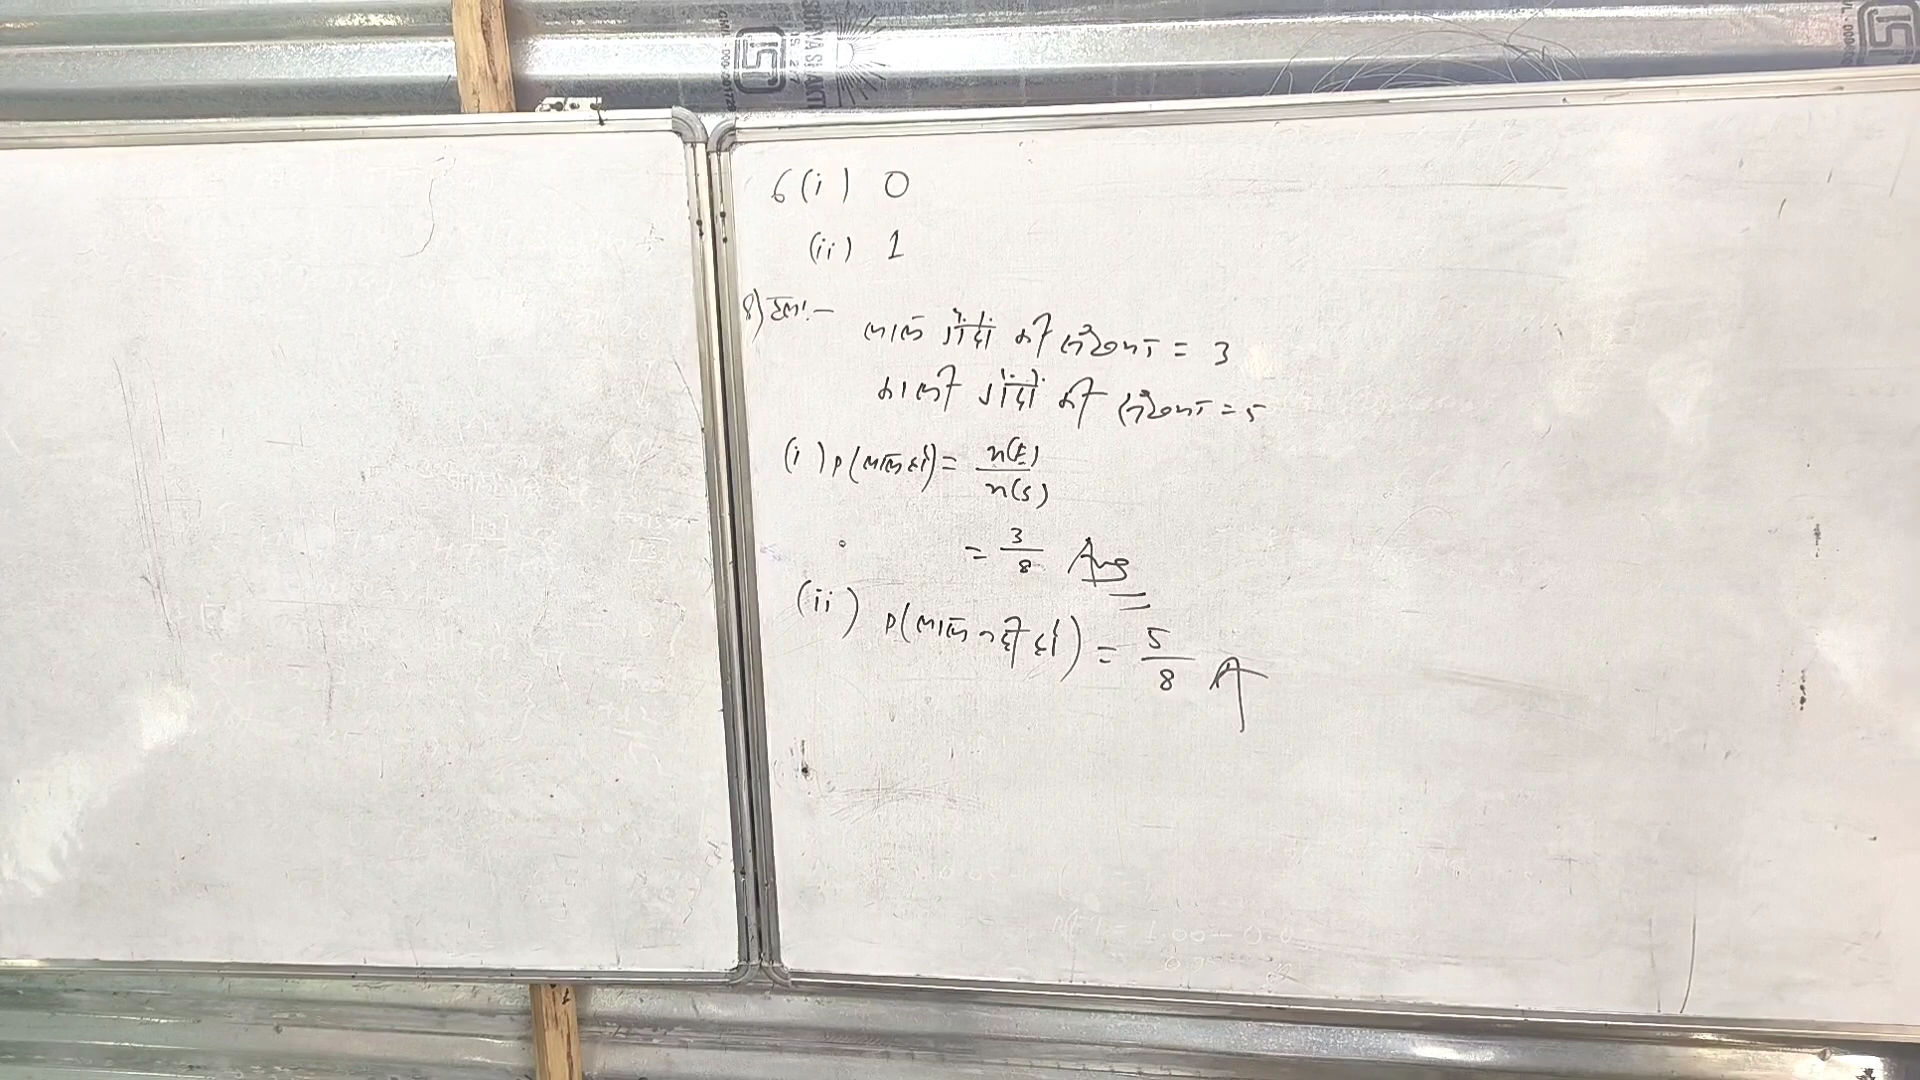 6 (i) 0
(ii) 1
8) हल:-
लाल गेंदों की संख्या = 3
काली गेंदों की संख्या = 5
(i) P(लाल हो) = n(E) / n(S)
= 3/8 Ans
(ii) P(लाल नहीं हो) = 5/8 A